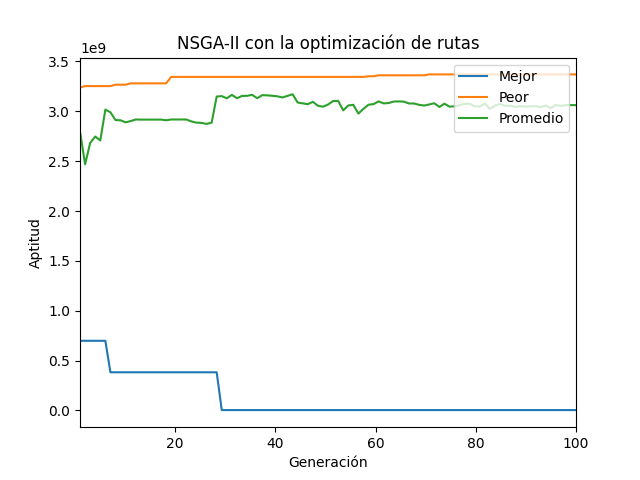 NSGA-II con la optimización de rutas
1e9
3.5
3.0
2.5
2.0
1.5
1.0
0.5
0.0
Aptitud
Mejor
Peor
Promedio
20
40
60
80
100
Generación